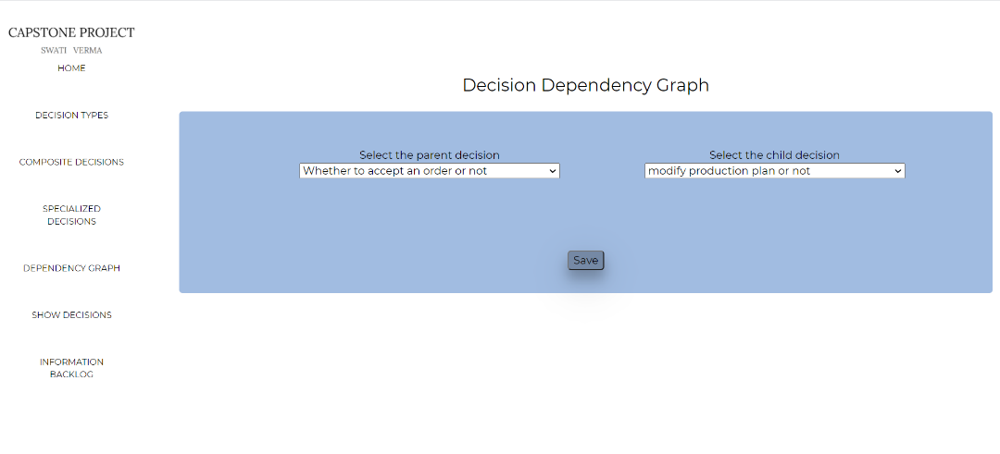 CAPSTONE PROJECT
SWATI VERMA
HOME
DECISION TYPES
COMPOSITE DECISIONS
SPECIALIZED
DECISIONS
DEPENDENCY GRAPH
SHOW DECISIONS
INFORMATION
BACKLOG
Decision Dependency Graph
Select the parent decision
Whether to accept an order or not
Select the child decision
modify production plan or not
Save